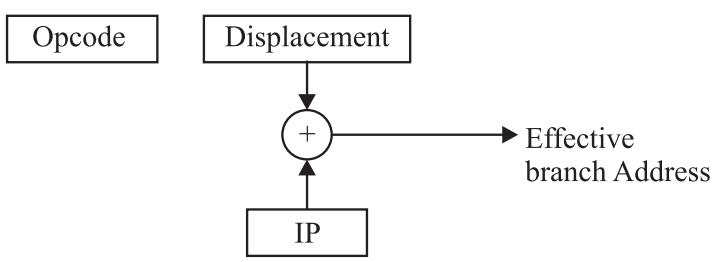 Opcode
Displacement
+
Effective
branch Address
IP